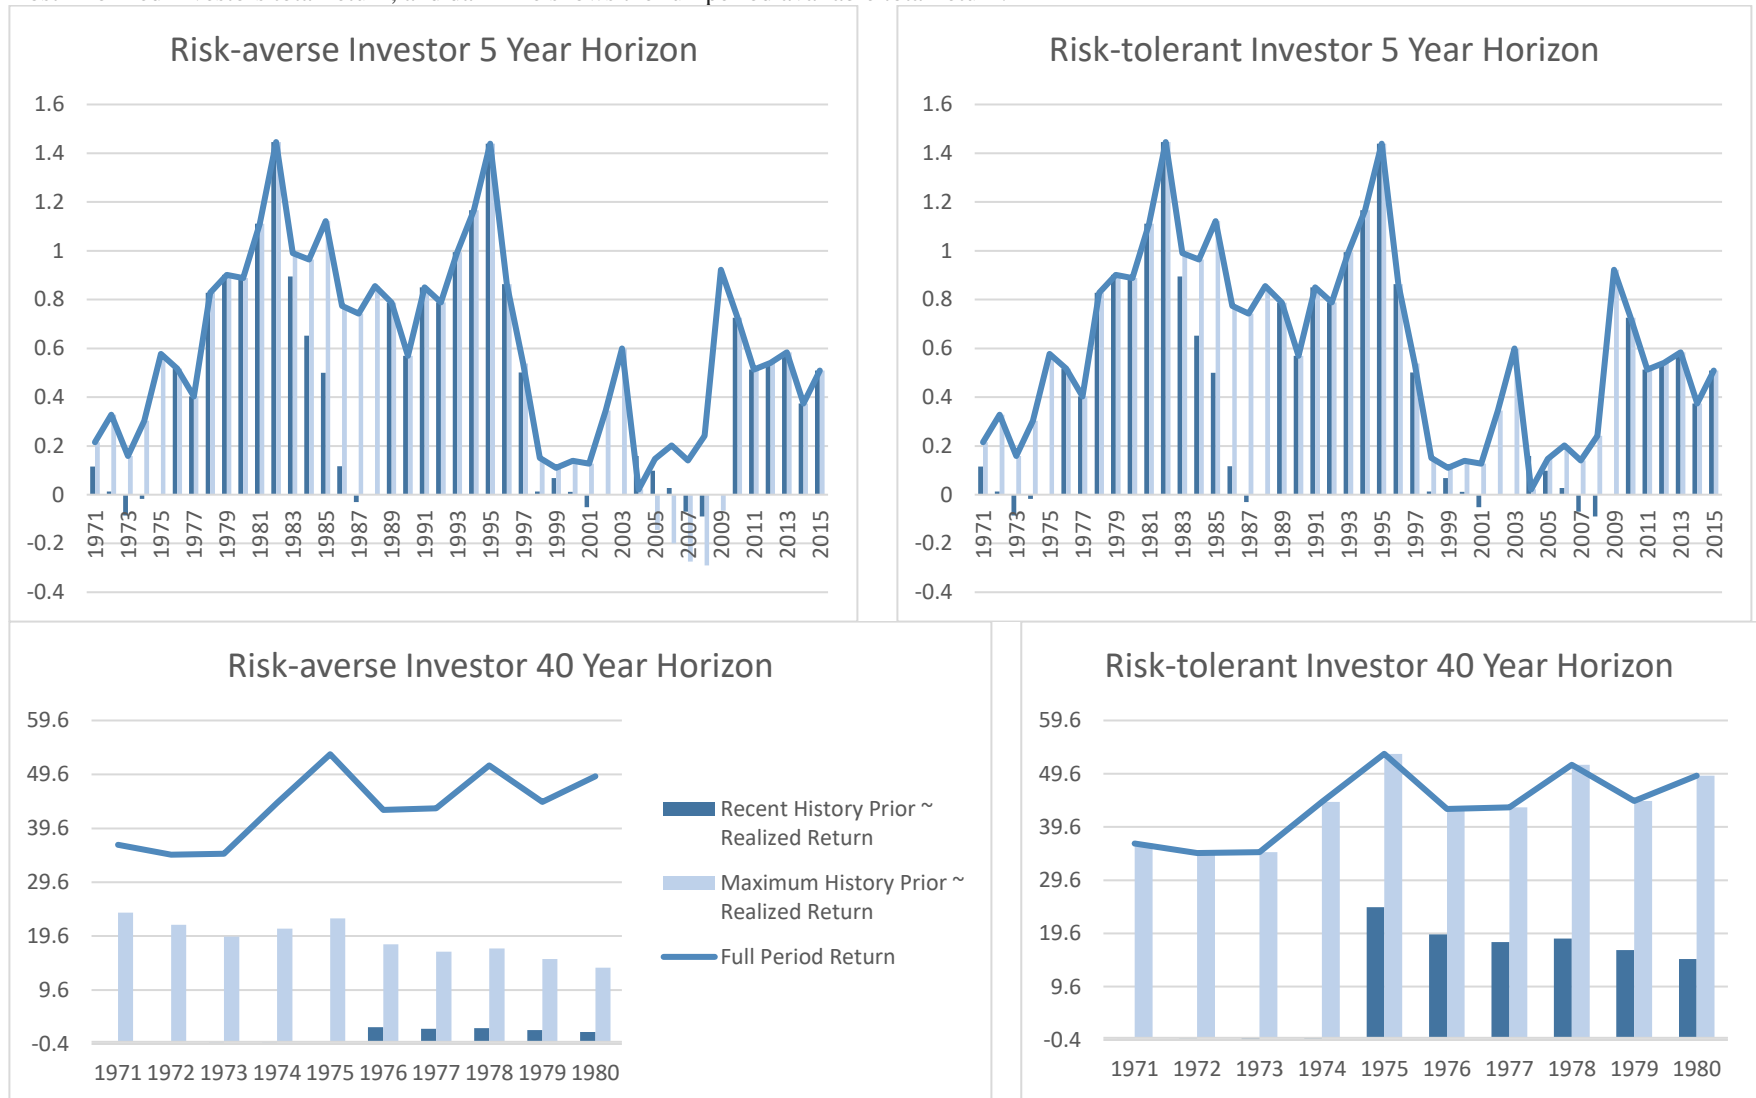 Risk-averse Investor 5 Year Horizon
1.6
1.4
1.2
1
0.8
0.6
0.4
0.2
0
-0.2
-0.4
1971 1973 1975 1977 1979 1981 1983 1985 1987 1989 1991 1993 1995 1997 1999 2001 2003 2005 2007 2009 2011 2013 2015
Risk-tolerant Investor 5 Year Horizon
1.6
1.4
1.2
1
0.8
0.6
0.4
0.2
0
-0.2
-0.4
1971 1973 1975 1977 1979 1981 1983 1985 1987 1989 1991 1993 1995 1997 1999 2001 2003 2005 2007 2009 2011 2013 2015
Risk-averse Investor 40 Year Horizon
59.6
49.6
39.6
29.6
19.6
9.6
-0.4
1971 1972 1973 1974 1975 1976 1977 1978 1979 1980
Recent History Prior ~
Realized Return
Maximum History Prior ~
Realized Return
Full Period Return
Risk-tolerant Investor 40 Year Horizon
59.6
49.6
39.6
29.6
19.6
9.6
-0.4
1971 1972 1973 1974 1975 1976 1977 1978 1979 1980